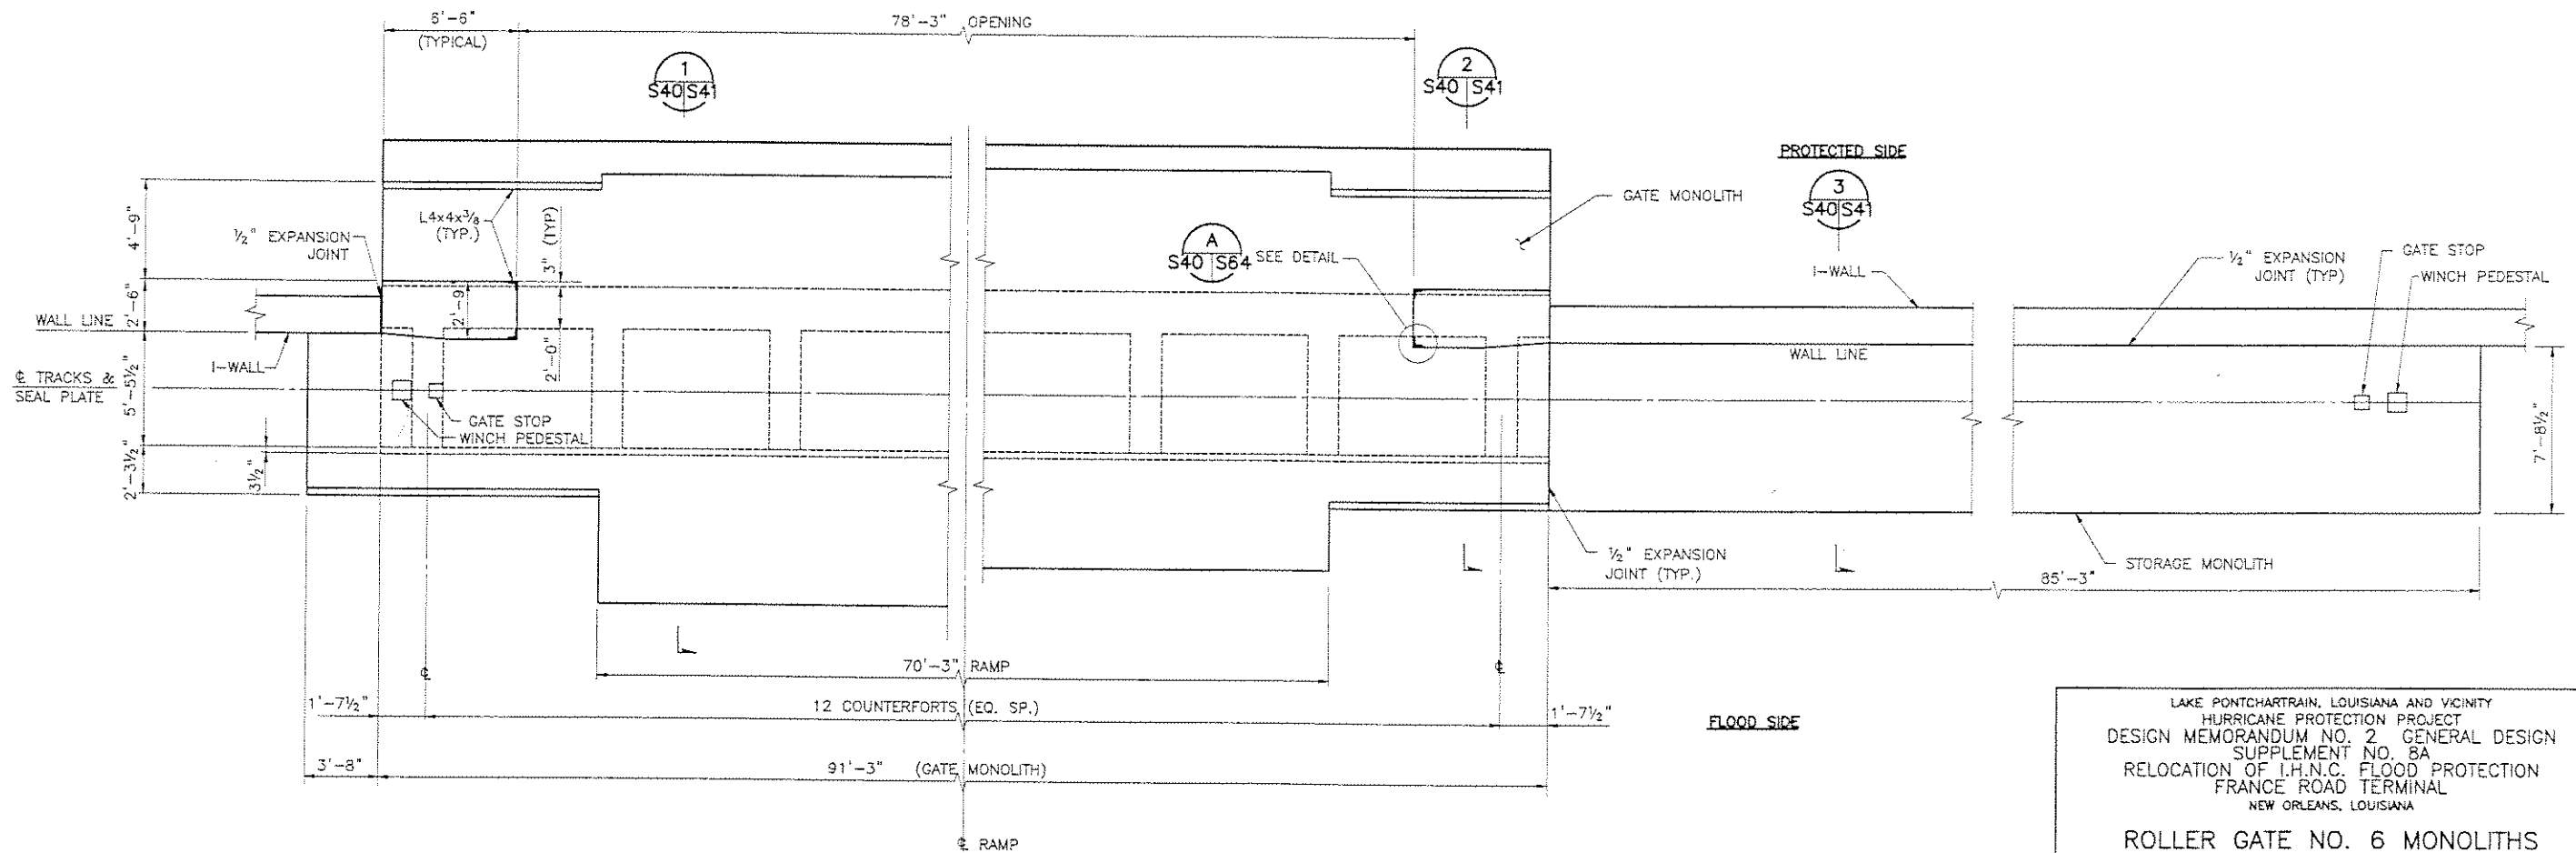 6'-6"
(TYPICAL)
78'-3" OPENING
1
S40 S41
2
S40 S41
PROTECTED SIDE
3
S40 S41
GATE MONOLITH
4'-9"
L4x4x3/8
(TYP.)
3" (TYP)
1/2" EXPANSION
JOINT
A
S40 S64
SEE DETAIL
I-WALL
1/2" EXPANSION
JOINT (TYP)
GATE STOP
WINCH PEDESTAL
2'-6"
2'-9
WALL LINE
I-WALL
2'-0"
WALL LINE
℄ TRACKS &
SEAL PLATE
5'-5½"
GATE STOP
WINCH PEDESTAL
2'-3½"
3½"
7'-8½"
½" EXPANSION
JOINT (TYP.)
STORAGE MONOLITH
85'-3"
70'-3" RAMP
℄
℄
1'-7½"
12 COUNTERFORTS (EQ. SP.)
1'-7½"
FLOOD SIDE
3'-8"
91'-3" (GATE MONOLITH)
℄ RAMP
LAKE PONTCHARTRAIN, LOUISIANA AND VICINITY
HURRICANE PROTECTION PROJECT
DESIGN MEMORANDUM NO. 2 GENERAL DESIGN
SUPPLEMENT NO. 8A
RELOCATION OF I.H.N.C. FLOOD PROTECTION
FRANCE ROAD TERMINAL
NEW ORLEANS, LOUISIANA
ROLLER GATE NO. 6 MONOLITHS